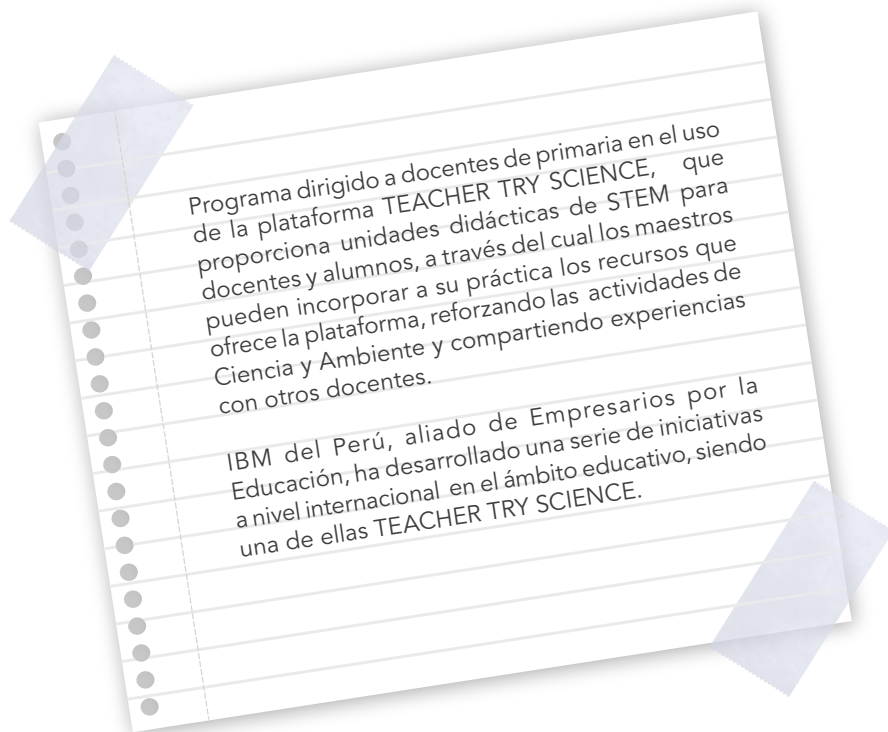 Programa dirigido a docentes de primaria en el uso
de la plataforma TEACHER TRY SCIENCE, que
proporciona unidades didácticas de STEM para
docentes y alumnos, a través del cual los maestros
pueden incorporar a su práctica los recursos que
ofrece la plataforma, reforzando las actividades de
Ciencia y Ambiente y compartiendo experiencias
con otros docentes.
IBM del Perú, aliado de Empresarios por la
Educación, ha desarrollado una serie de iniciativas
a nivel internacional en el ámbito educativo, siendo
una de ellas TEACHER TRY SCIENCE.